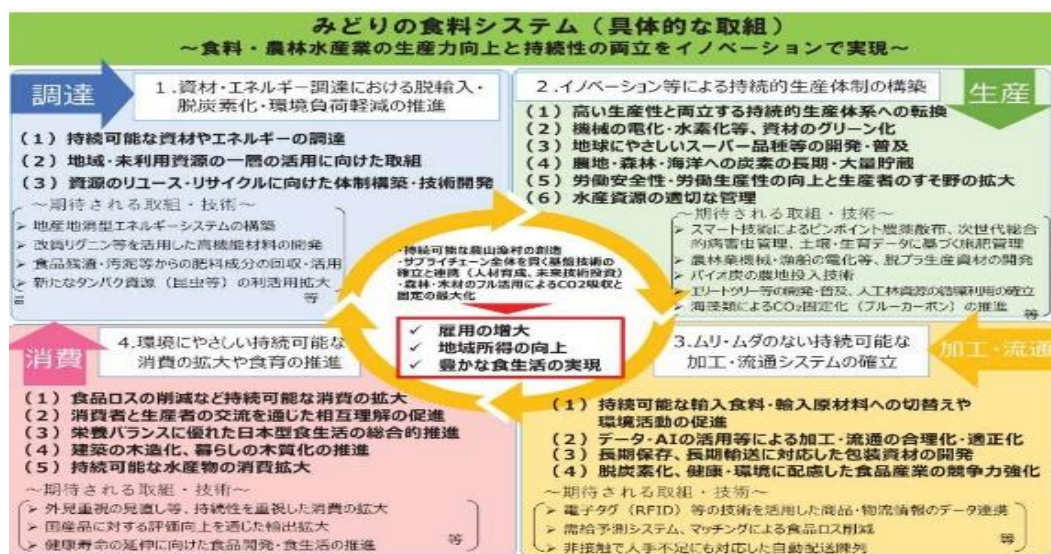 みどりの食料システム（具体的な取組）
～食料・農林水産業の生産力向上と持続性の両立をイノベーションで実現～
調達
1.資材・エネルギー調達における脱輸入・
脱炭素化・環境負荷軽減の推進
（1）持続可能な資材やエネルギーの調達
（2）地域・未利用資源の一層の活用に向けた取組
（3）資源のリユース・リサイクルに向けた体制構築・技術開発
～期待される取組・技術～
➢ 地産地消型エネルギーシステムの構築
➢ 改質リグニン等を活用した高機能材料の開発
➢ 食品残渣・汚泥等からの肥料成分の回収・活用
➢ 新たなタンパク資源（昆虫等）の利活用拡大
等
2.イノベーション等による持続的生産体制の構築
生産
（1）高い生産性と両立する持続的生産体系への転換
（2）機械の電化・水素化等、資材のグリーン化
（3）地球にやさしいスーパー品種等の開発・普及
（4）農地・森林・海洋への炭素の長期・大量貯蔵
（5）労働安全性・労働生産性の向上と生産者のすそ野の拡大
（6）水産資源の適切な管理
～期待される取組・技術～
➢ スマート技術によるピンポイント農薬散布、次世代総合
的病害虫管理、土壌・生育データに基づく施肥管理
➢ 農林業機械・漁船の電化等、脱プラ生産資材の開発
➢ バイオ炭の農地投入技術
➢ エリートツリー等の開発・普及、人工林資源の循環利用の確立
➢ 海藻類によるCO₂固定化（ブルーカーボン）の推進
等
・持続可能な農山漁村の創造
・サプライチェーン全体を貫く基盤技術の
確立と連携（人材育成、未来技術投資）
・森林・木材のフル活用によるCO2吸収と
固定の最大化
✓ 雇用の増大
✓ 地域所得の向上
✓ 豊かな食生活の実現
消費
4.環境にやさしい持続可能な
消費の拡大や食育の推進
（1）食品ロスの削減など持続可能な消費の拡大
（2）消費者と生産者の交流を通じた相互理解の促進
（3）栄養バランスに優れた日本型食生活の総合的推進
（4）建築の木造化、暮らしの木質化の推進
（5）持続可能な水産物の消費拡大
～期待される取組・技術～
➢ 外見重視の見直し等、持続性を重視した消費の拡大
➢ 国産品に対する評価向上を通じた輸出拡大
➢ 健康寿命の延伸に向けた食品開発・食生活の推進
等
3.ムリ・ムダのない持続可能な
加工・流通システムの確立
加工・流通
（1）持続可能な輸入食料・輸入原材料への切替えや
環境活動の促進
（2）データ・AIの活用等による加工・流通の合理化・適正化
（3）長期保存、長期輸送に対応した包装資材の開発
（4）脱炭素化、健康・環境に配慮した食品産業の競争力強化
～期待される取組・技術～
➢ 電子タグ（RFID）等の技術を活用した商品・物流情報のデータ連携
➢ 需給予測システム、マッチングによる食品ロス削減
➢ 非接触で人手不足にも対応した自動配送陳列
等